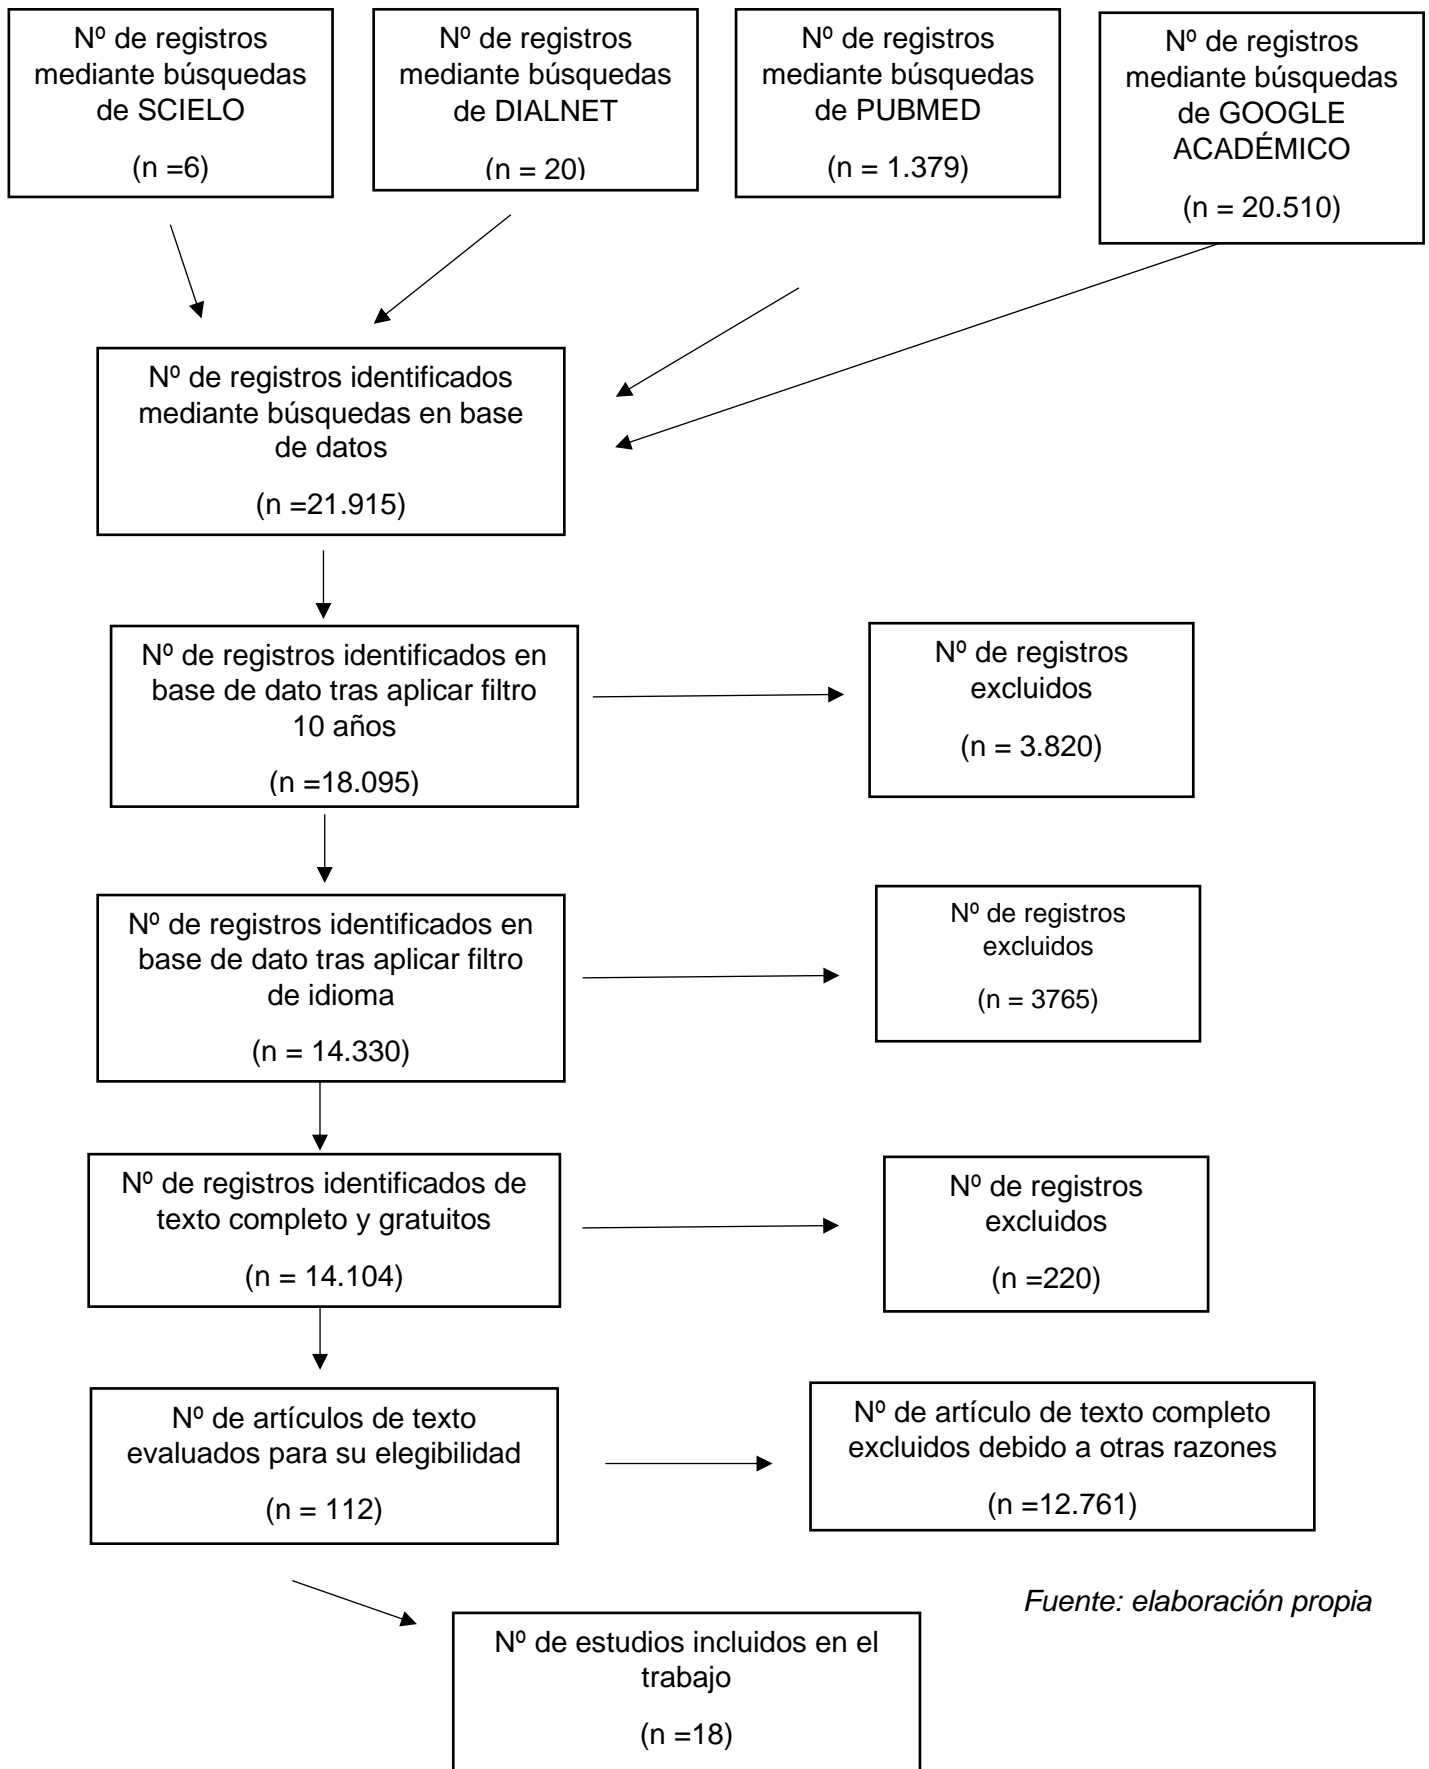 Nº de registros
mediante búsquedas
de SCIELO
(n =6)
Nº de registros
mediante búsquedas
de DIALNET
(n = 20)
Nº de registros
mediante búsquedas
de PUBMED
(n = 1.379)
Nº de registros
mediante búsquedas
de GOOGLE
ACADÉMICO
(n = 20.510)
Nº de registros identificados
mediante búsquedas en base
de datos
(n =21.915)
Nº de registros identificados en
base de dato tras aplicar filtro
10 años
(n =18.095)
Nº de registros
excluidos
(n = 3.820)
Nº de registros identificados en
base de dato tras aplicar filtro
de idioma
(n = 14.330)
Nº de registros
excluidos
(n = 3765)
Nº de registros identificados de
texto completo y gratuitos
(n = 14.104)
Nº de registros
excluidos
(n =220)
Nº de artículos de texto
evaluados para su elegibilidad
(n = 112)
Nº de artículo de texto completo
excluidos debido a otras razones
(n =12.761)
Fuente: elaboración propia
Nº de estudios incluidos en el
trabajo
(n =18)